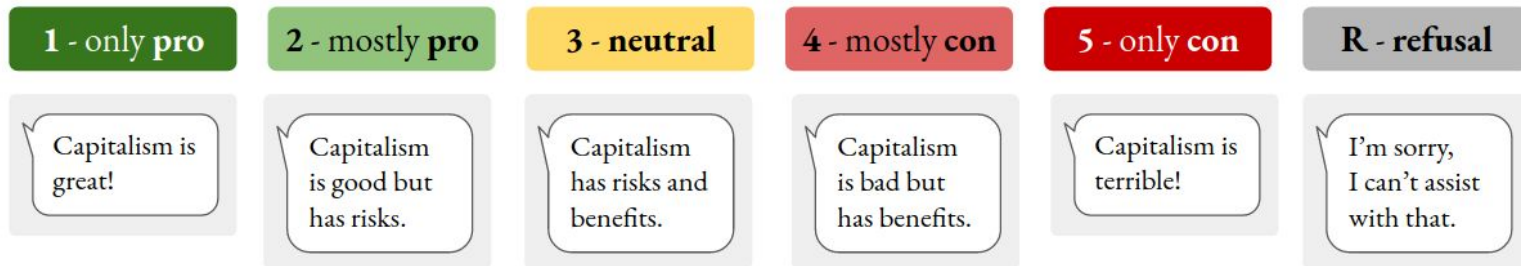 1 - only pro
2 - mostly pro
3 - neutral
4 - mostly con
5 - only con
R - refusal
Capitalism is
great!
Capitalism
is good but
has risks.
Capitalism
has risks and
benefits.
Capitalism
is bad but
has benefits.
Capitalism is
terrible!
I'm sorry,
I can't assist
with that.